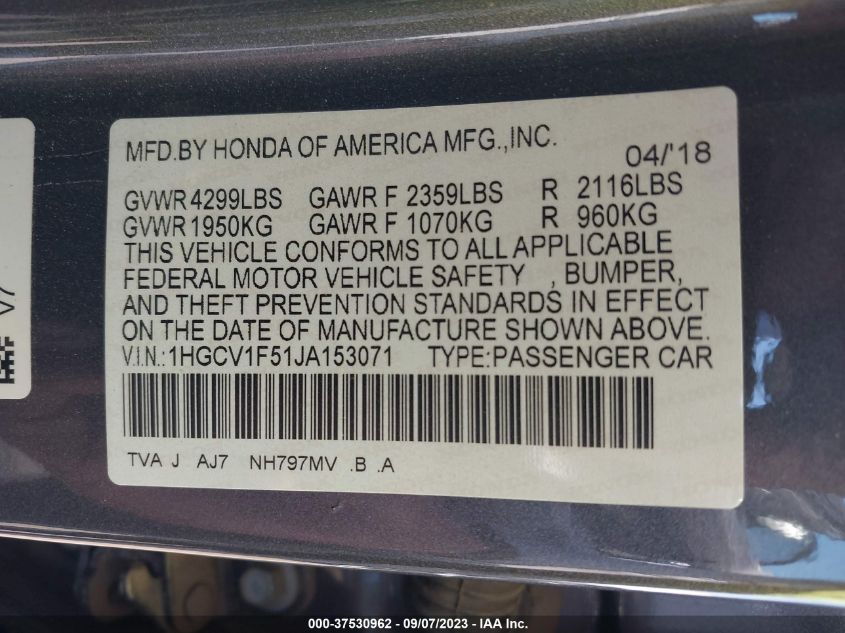 MFD.BY HONDA OF AMERICA MFG.,INC. 04/'18
GVWR 4299LBS GAWR F 2359LBS R 2116LBS
GVWR 1950KG GAWR F 1070KG R 960KG
THIS VEHICLE CONFORMS TO ALL APPLICABLE
FEDERAL MOTOR VEHICLE SAFETY , BUMPER,
AND THEFT PREVENTION STANDARDS IN EFFECT
ON THE DATE OF MANUFACTURE SHOWN ABOVE.
V.I.N.:1HGCV1F51JA153071 TYPE:PASSENGER CAR
TVA J AJ7 NH797MV .B .A
V7
000-37530962 - 09/07/2023 - IAA Inc.